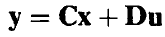 y = Cx + Du